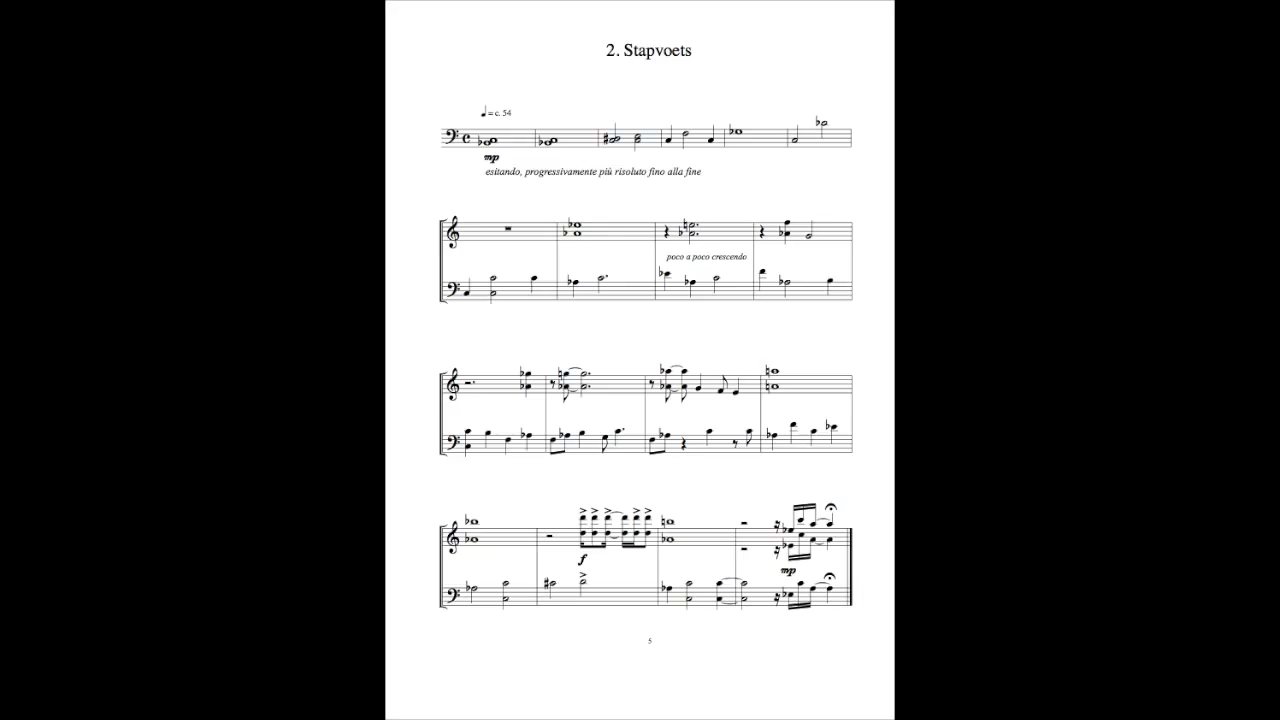 2. Stapvoets
= c. 54
mp
esitando, progressivamente più risoluto fino alla fine
poco a poco crescendo
f
mp
5